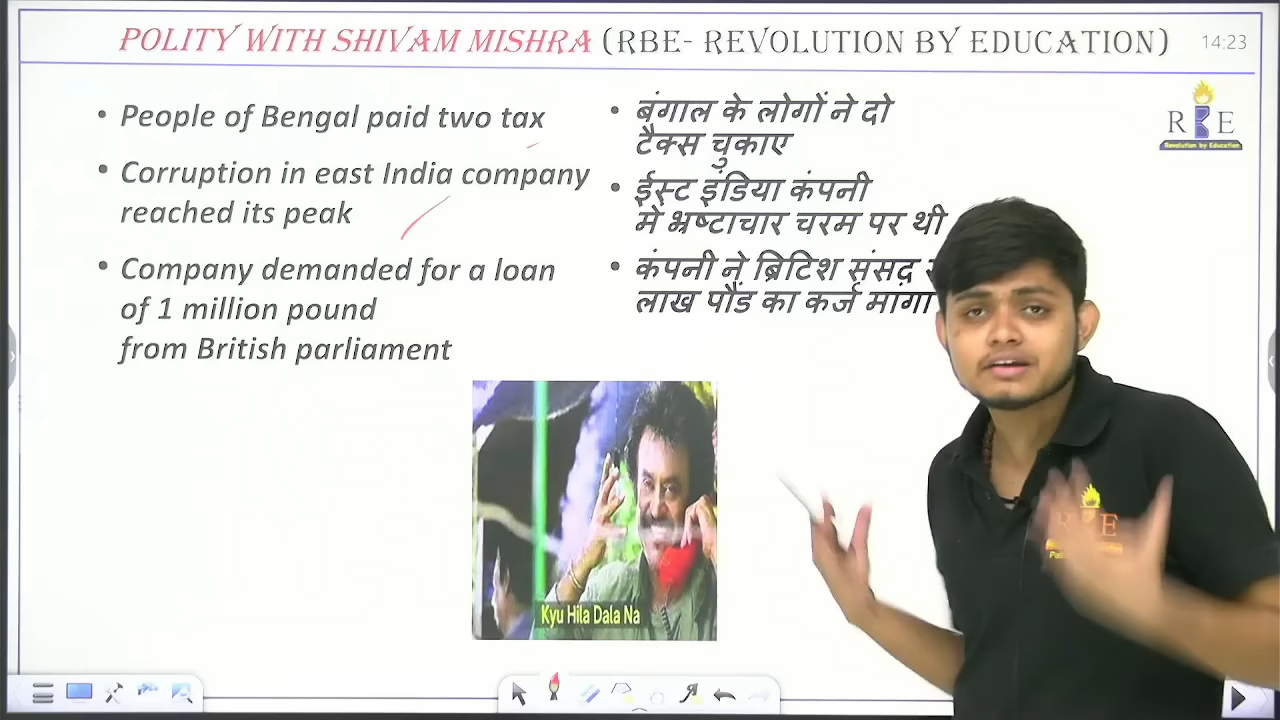 POLITY WITH SHIVAM MISHRA (RBE- REVOLUTION BY EDUCATION)
14:23
• People of Bengal paid two tax
• Corruption in east India company
reached its peak
• Company demanded for a loan
of 1 million pound
from British parliament
• बंगाल के लोगों ने दो
टैक्स चुकाए
• ईस्ट इंडिया कंपनी
मे भ्रष्टाचार चरम पर थी
• कंपनी ने ब्रिटिश संसद
लाख पौंड का कर्ज मांगा
R E
Revolution by Education
RBE
Kyu Hila Dala Na